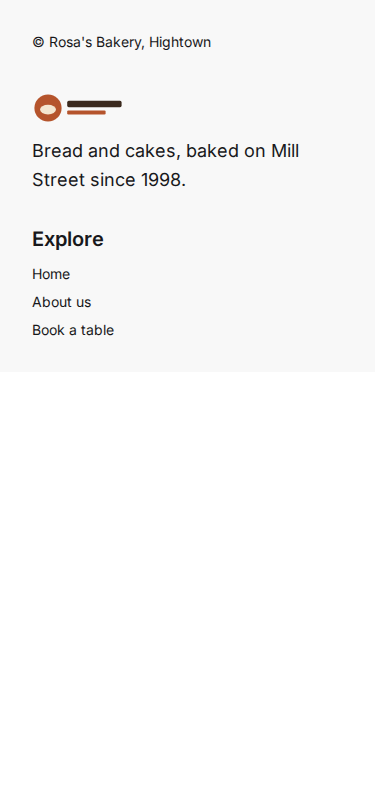 © Rosa's Bakery, Hightown
Bread and cakes, baked on Mill
Street since 1998.
Explore
Home
About us
Book a table